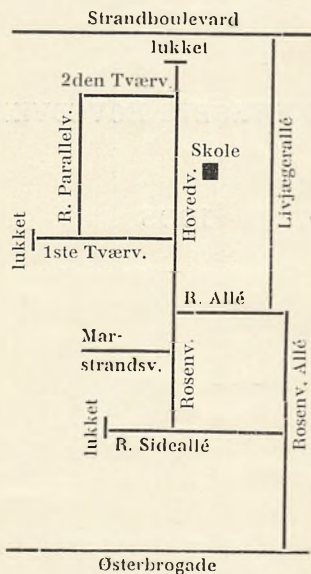 Strandboulevard
lukket
2den Tværv.
Skole
R. Parallelv.
Hovedv.
Livjægerallé
lukket
1ste Tværv.
R. Allé
Mar-
strandsv.
Rosenv.
Rosenv. Allé
lukket
R. Sideallé
Østerbrogade